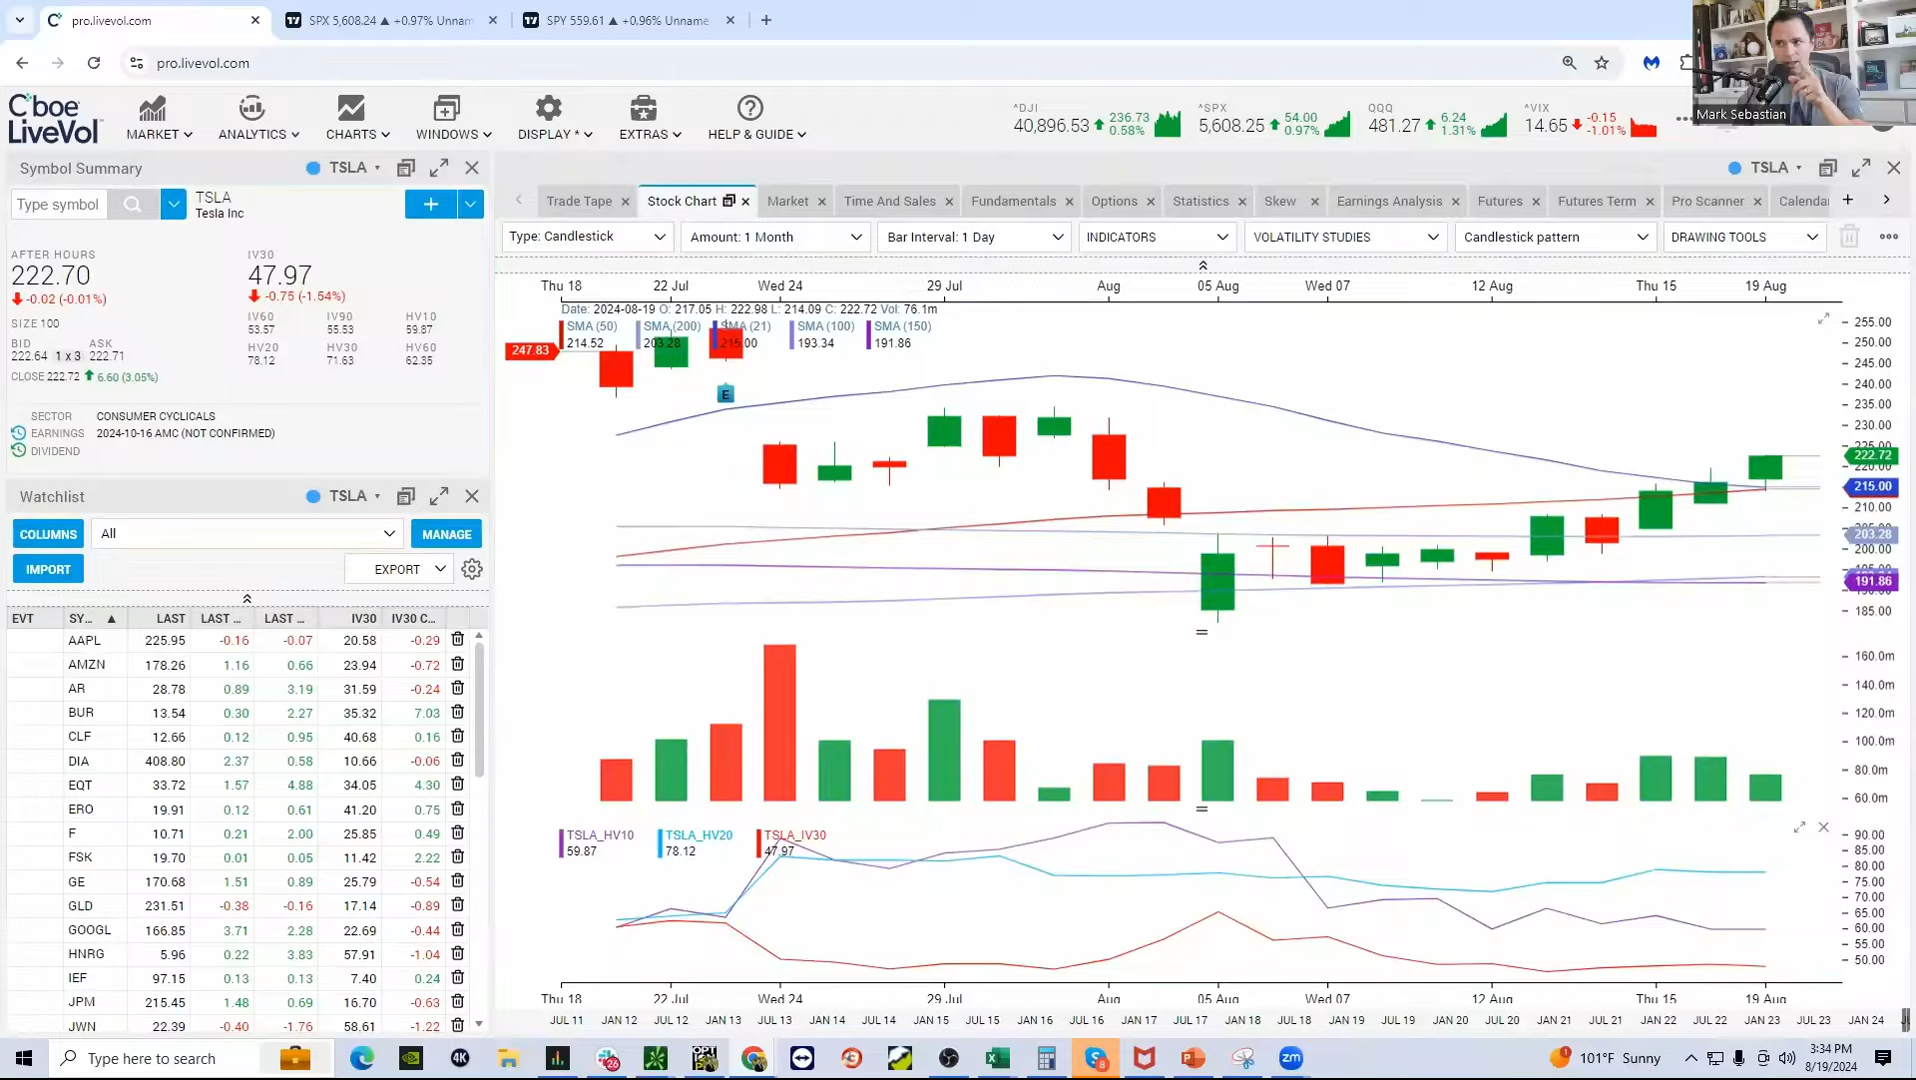 pro.livevol.com
SPX 5,608.24 ▲ +0.97% Unnam
SPY 559.61 ▲ +0.96% Unname
pro.livevol.com
Mark Sebastian
Cboe
LiveVol
MARKET
ANALYTICS
CHARTS
WINDOWS
DISPLAY *
EXTRAS
HELP & GUIDE
^DJI
40,896.53 236.73
0.58%
^SPX
5,608.25 54.00
0.97%
QQQ
481.27 6.24
1.31%
^VIX
14.65 -0.15
-1.01%
Symbol Summary
TSLA
Type symbol
TSLA
Tesla Inc
AFTER HOURS
222.70
-0.02 (-0.01%)
SIZE 100
BID ASK
222.64 1 x 3 222.71
CLOSE 222.72 6.60 (3.05%)
IV30
47.97
-0.75 (-1.54%)
IV60 IV90 HV10
53.57 55.53 59.87
HV20 HV30 HV60
78.12 71.63 62.35
SECTOR CONSUMER CYCLICALS
EARNINGS 2024-10-16 AMC (NOT CONFIRMED)
DIVIDEND
Watchlist
TSLA
COLUMNS
All
MANAGE
IMPORT
EXPORT
EVT SY... ▲ LAST LAST ... LAST ... IV30 IV30 C...
AAPL 225.95 -0.16 -0.07 20.58 -0.29
AMZN 178.26 1.16 0.66 23.94 -0.72
AR 28.78 0.89 3.19 31.59 -0.24
BUR 13.54 0.30 2.27 35.32 7.03
CLF 12.66 0.12 0.95 40.68 0.16
DIA 408.80 2.37 0.58 10.66 -0.06
EQT 33.72 1.57 4.88 34.05 4.30
ERO 19.91 0.12 0.61 41.20 0.75
F 10.71 0.21 2.00 25.85 0.49
FSK 19.70 0.01 0.05 11.42 2.22
GE 170.68 1.51 0.89 25.79 -0.54
GLD 231.51 -0.38 -0.16 17.14 -0.89
GOOGL 166.85 3.71 2.28 22.69 -0.44
HNRG 5.96 0.22 3.83 57.91 -1.04
IEF 97.15 0.13 0.13 7.40 0.24
JPM 215.45 1.48 0.69 16.70 -0.63
JWN 22.39 -0.40 -1.76 58.61 -1.22
TSLA
Trade Tape
Stock Chart
Market
Time And Sales
Fundamentals
Options
Statistics
Skew
Earnings Analysis
Futures
Futures Term
Pro Scanner
Calenda
Type: Candlestick
Amount: 1 Month
Bar Interval: 1 Day
INDICATORS
VOLATILITY STUDIES
Candlestick pattern
DRAWING TOOLS
Thu 18 22 Jul Wed 24 29 Jul Aug 05 Aug Wed 07 12 Aug Thu 15 19 Aug
Date: 2024-08-19 O: 217.05 H: 222.98 L: 214.09 C: 222.72 Vol: 76.1m
SMA (50) SMA (200) SMA (21) SMA (100) SMA (150)
214.52 203.28 215.00 193.34 191.86
247.83
E
255.00
250.00
245.00
240.00
235.00
230.00
225.00
222.72
220.00
215.00
210.00
203.28
200.00
191.86
185.00
160.0m
140.0m
120.0m
100.0m
80.0m
60.0m
TSLA_HV10 TSLA_HV20 TSLA_IV30
59.87 78.12 47.97
90.00
85.00
80.00
75.00
70.00
65.00
60.00
55.00
50.00
Thu 18 22 Jul Wed 24 29 Jul Aug 05 Aug Wed 07 12 Aug Thu 15 19 Aug
JUL 11 JAN 12 JUL 12 JAN 13 JUL 13 JAN 14 JUL 14 JAN 15 JUL 15 JAN 16 JUL 16 JAN 17 JUL 17 JAN 18 JUL 18 JAN 19 JUL 19 JAN 20 JUL 20 JAN 21 JUL 21 JAN 22 JUL 22 JAN 23 JUL 23 JAN 24
Type here to search
4K
26
OPT
8
zm
101°F Sunny
3:34 PM
8/19/2024